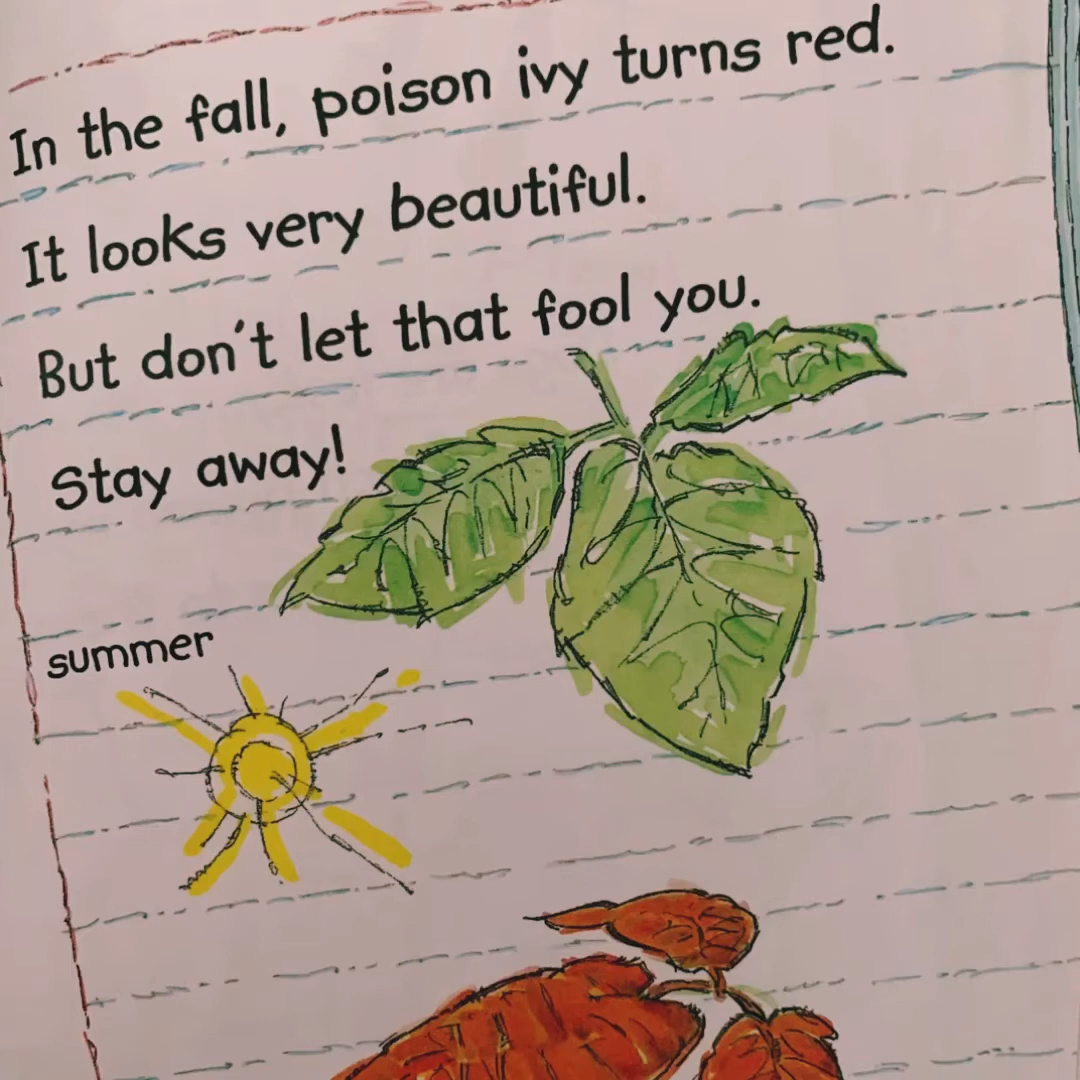 In the fall, poison ivy turns red.
It looks very beautiful.
But don't let that fool you.
Stay away!
summer